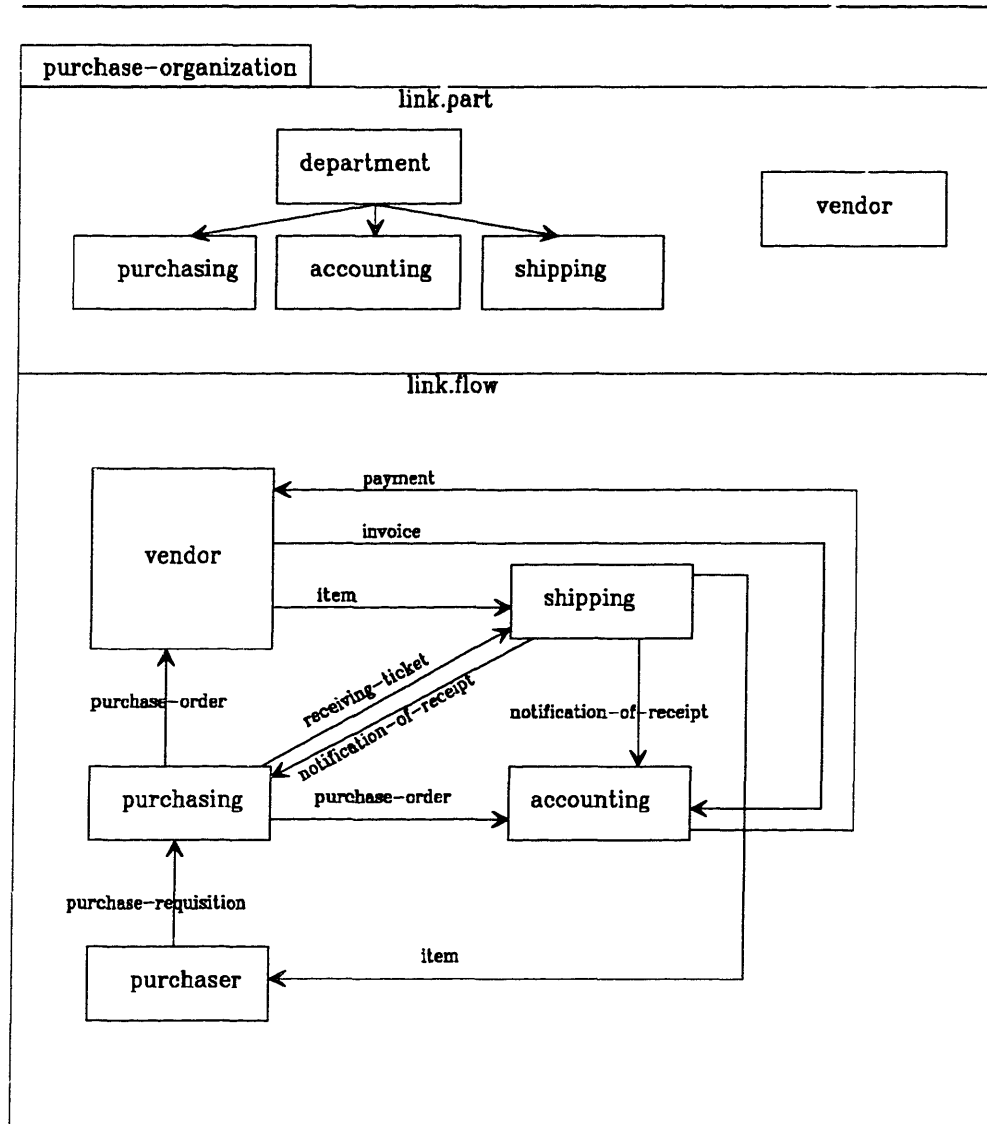 purchase-organization
link.part
department
vendor
purchasing
accounting
shipping
link.flow
payment
invoice
vendor
item
shipping
receiving-ticket
purchase-order
notification-of-receipt
notification-of-receipt
purchasing
purchase-order
accounting
purchase-requisition
purchaser
item